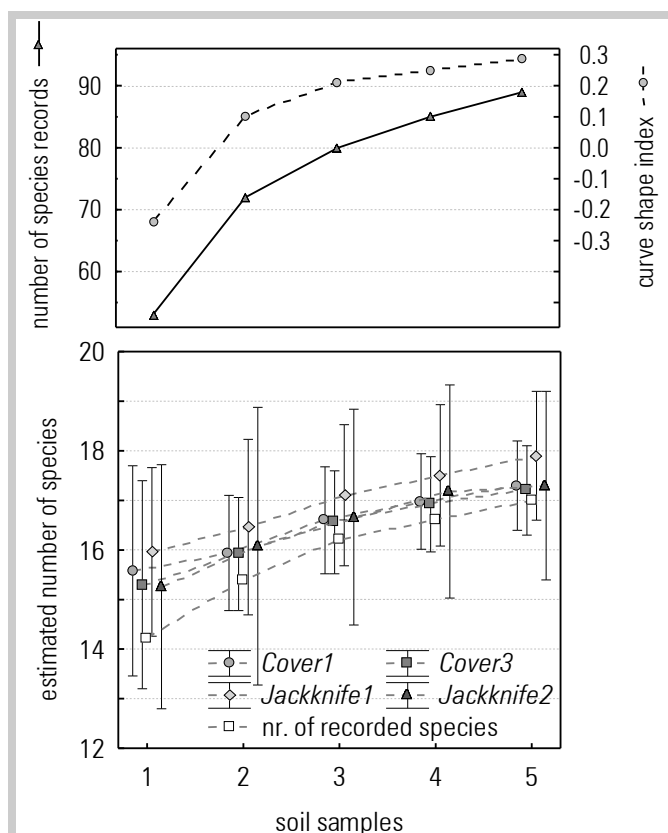 number of species records
90
80
70
60
0.3
0.2
0.1
0.0
-0.1
-0.2
-0.3
curve shape index
estimated number of species
20
18
16
14
12
Cover1
Cover3
Jackknife1
Jackknife2
nr. of recorded species
1 2 3 4 5
soil samples